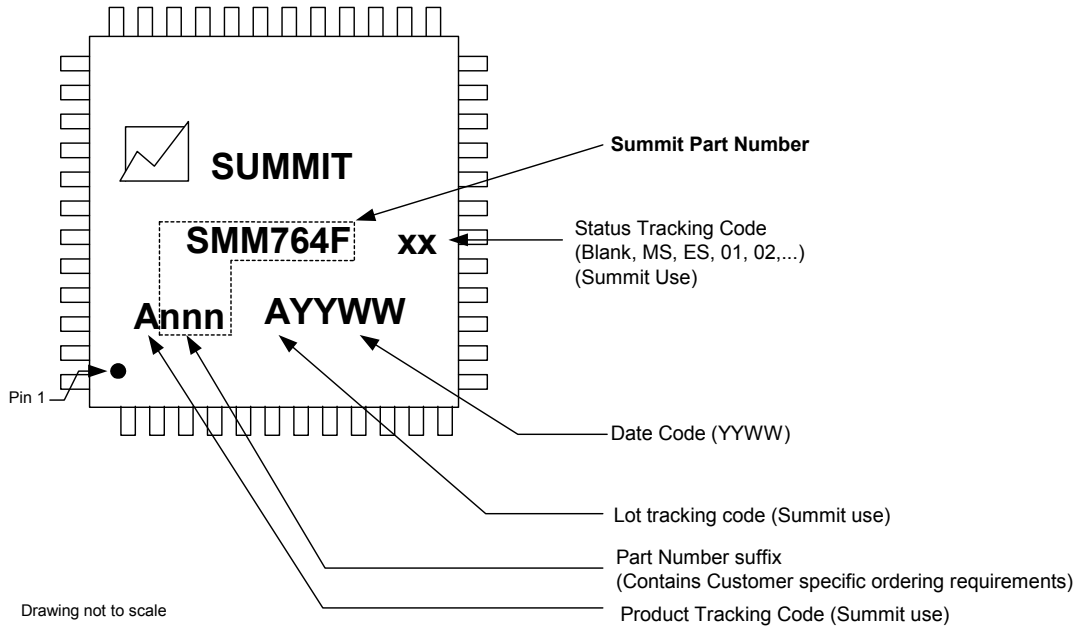 SUMMIT
Summit Part Number
SMM764F
xx
Status Tracking Code
(Blank, MS, ES, 01, 02,...)
(Summit Use)
Annn
AYYWW
Pin 1
Date Code (YYWW)
Lot tracking code (Summit use)
Part Number suffix
(Contains Customer specific ordering requirements)
Drawing not to scale
Product Tracking Code (Summit use)